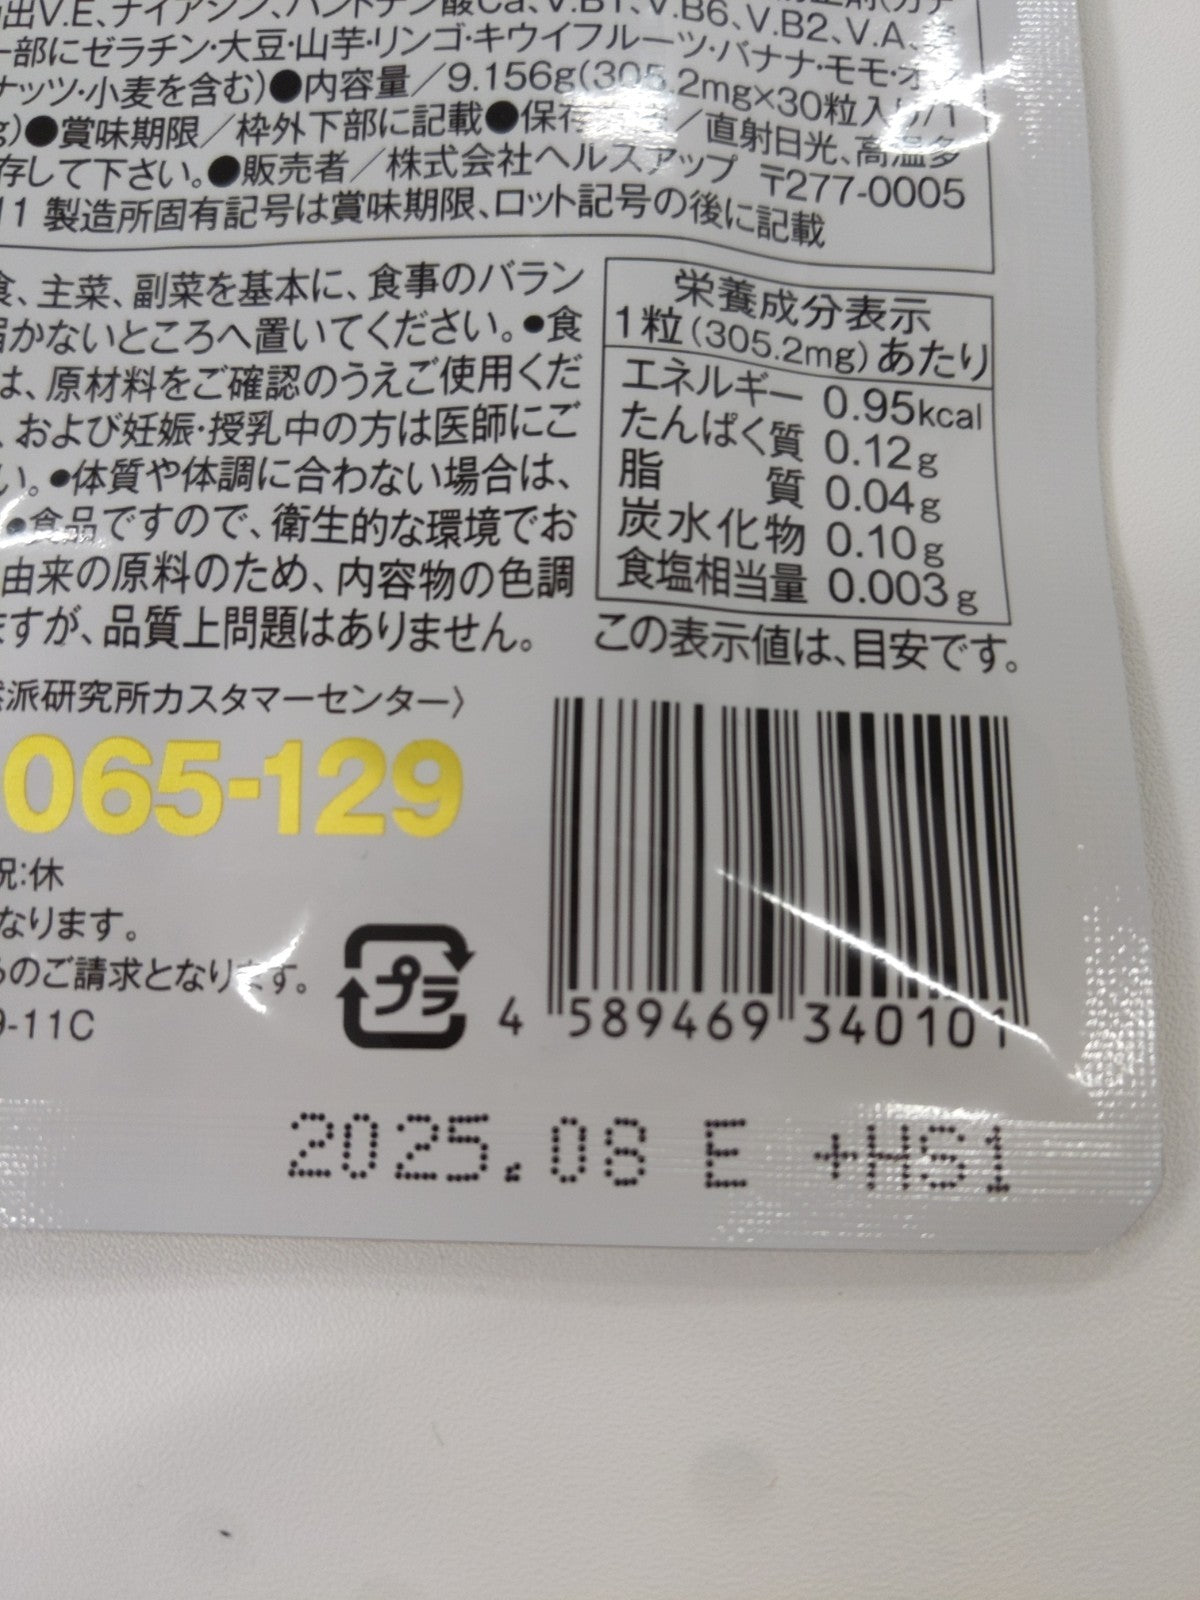 出V.E、ナイアシン、パントテン酸Ca、V.B1、V.B6、V.B2、V.A、
一部にゼラチン・大豆・山芋・リンゴ・キウイフルーツ・バナナ・モモ・オ
ナッツ・小麦を含む)●内容量／9.156g(305.2mg×30粒入り/1
g)●賞味期限／枠外下部に記載●保存 ／直射日光、高温多
存して下さい。●販売者／株式会社ヘルスアップ 〒277-0005
11 製造所固有記号は賞味期限、ロット記号の後に記載
食、主菜、副菜を基本に、食事のバラン
届かないところへ置いてください。●食
は、原材料をご確認のうえご使用くだ
、および妊娠・授乳中の方は医師にご
い。●体質や体調に合わない場合は、
●食品ですので、衛生的な環境でお
由来の原料のため、内容物の色調
ますが、品質上問題はありません。
栄養成分表示
1粒(305.2mg)あたり
エネルギー 0.95kcal
たんぱく質 0.12g
脂質 0.04g
炭水化物 0.10g
食塩相当量 0.003g
この表示値は、目安です。
派研究所カスタマーセンター〉
065-129
祝:休
なります。
のご請求となります。
9-11C
プラ
4 589469 340101
2025.08 E +HS1